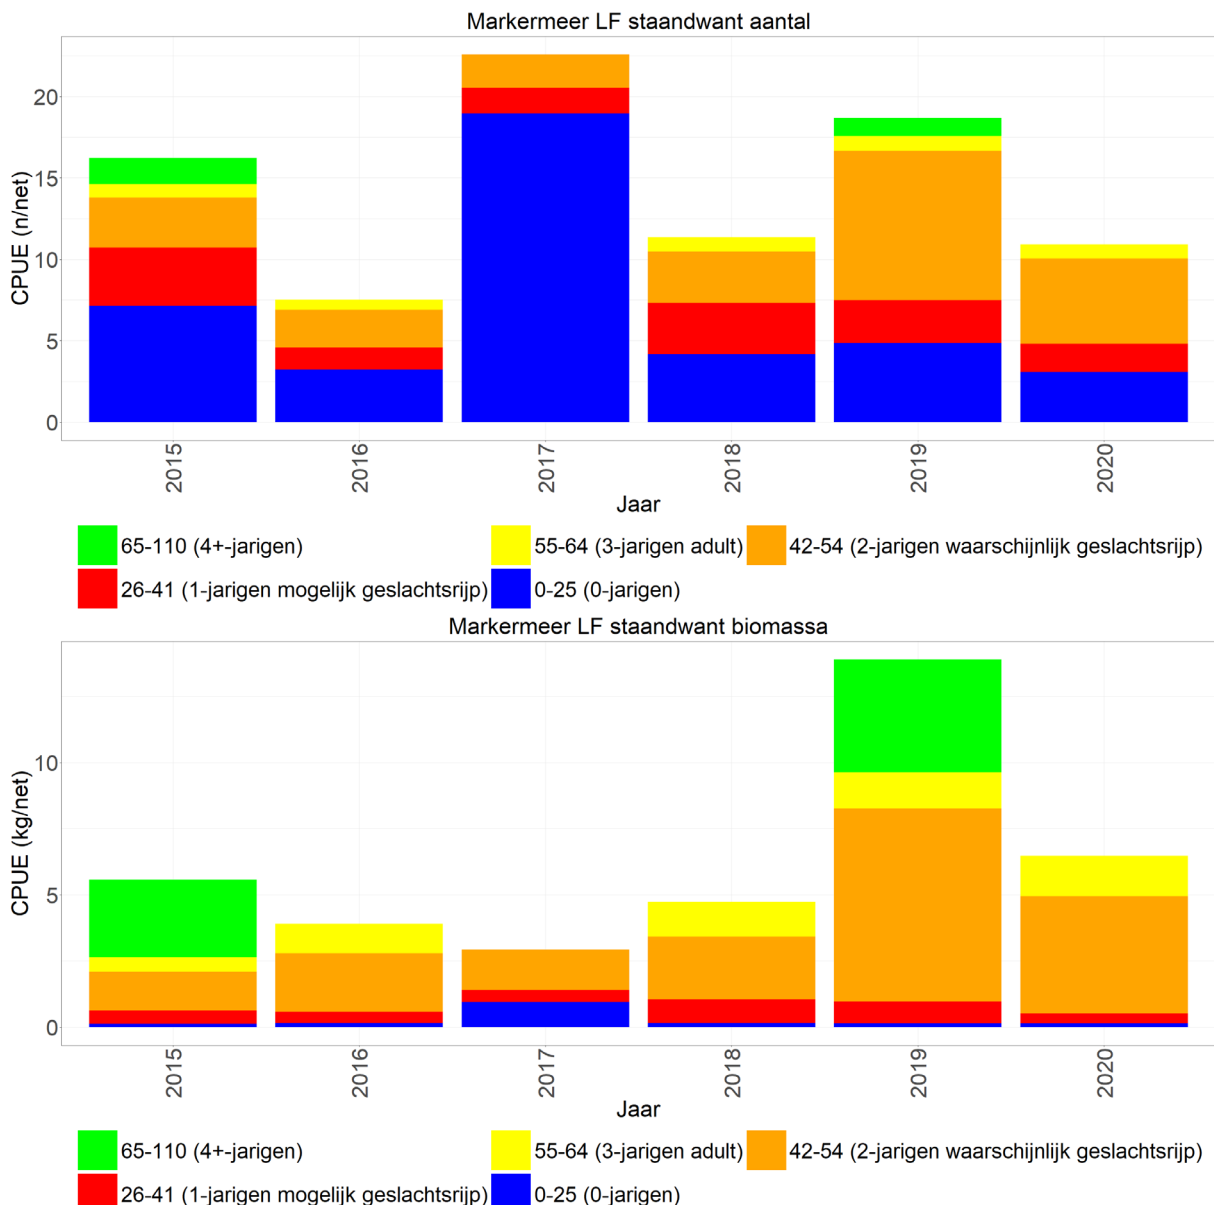 Markermeer LF staandwant aantal
CPUE (n/net)
20
15
10
5
0
2015 2016 2017 2018 2019 2020
Jaar
65-110 (4+-jarigen) 55-64 (3-jarigen adult) 42-54 (2-jarigen waarschijnlijk geslachtsrijp)
26-41 (1-jarigen mogelijk geslachtsrijp) 0-25 (0-jarigen)
Markermeer LF staandwant biomassa
CPUE (kg/net)
10
5
0
2015 2016 2017 2018 2019 2020
Jaar
65-110 (4+-jarigen) 55-64 (3-jarigen adult) 42-54 (2-jarigen waarschijnlijk geslachtsrijp)
26-41 (1-jarigen mogelijk geslachtsrijp) 0-25 (0-jarigen)